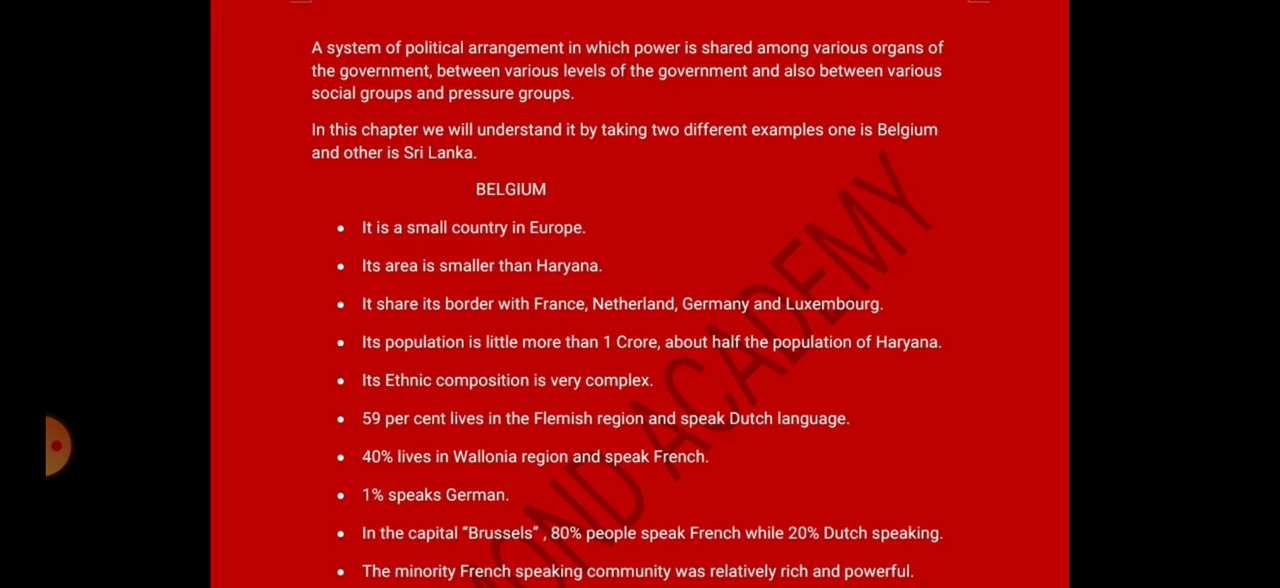 A system of political arrangement in which power is shared among various organs of
the government, between various levels of the government and also between various
social groups and pressure groups.
In this chapter we will understand it by taking two different examples one is Belgium
and other is Sri Lanka.
BELGIUM
• It is a small country in Europe.
• Its area is smaller than Haryana.
• It share its border with France, Netherland, Germany and Luxembourg.
• Its population is little more than 1 Crore, about half the population of Haryana.
• Its Ethnic composition is very complex.
• 59 per cent lives in the Flemish region and speak Dutch language.
• 40% lives in Wallonia region and speak French.
• 1% speaks German.
• In the capital “Brussels” , 80% people speak French while 20% Dutch speaking.
• The minority French speaking community was relatively rich and powerful.
ACADEMY